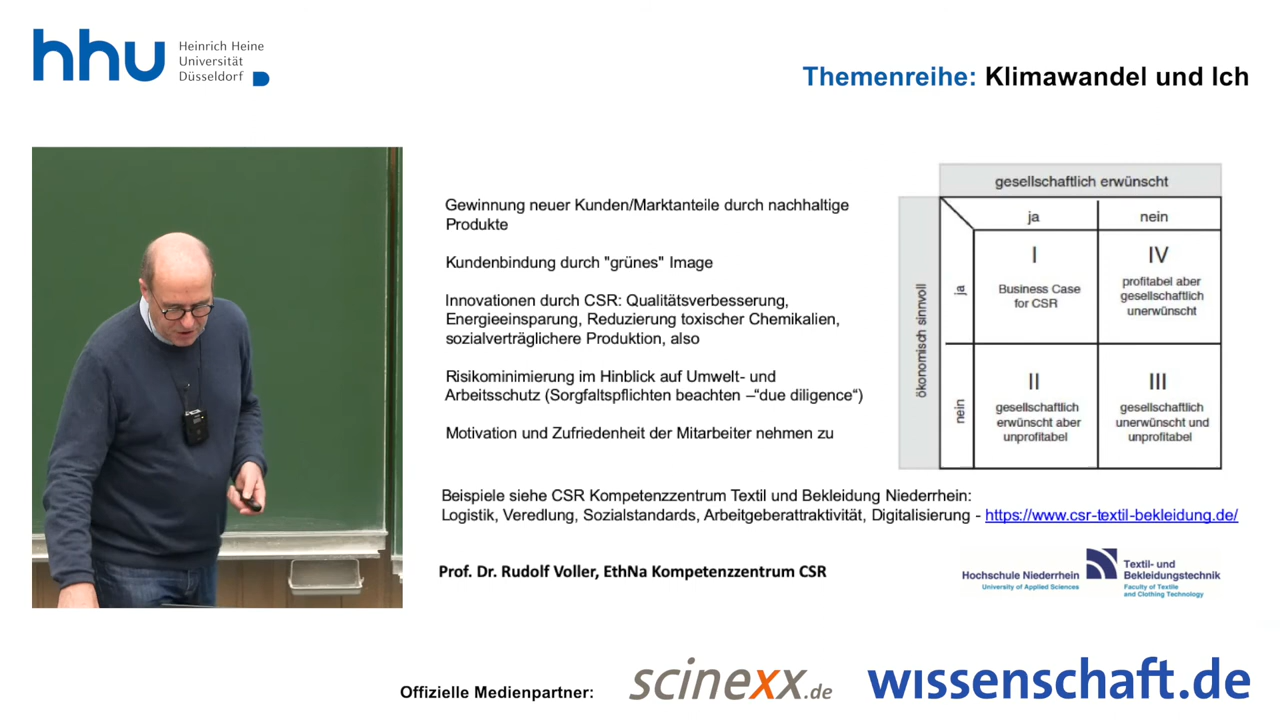 hhu
Heinrich Heine
Universität
Düsseldorf
Themenreihe: Klimawandel und Ich
Gewinnung neuer Kunden/Marktanteile durch nachhaltige
Produkte
Kundenbindung durch "grünes" Image
Innovationen durch CSR: Qualitätsverbesserung,
Energieeinsparung, Reduzierung toxischer Chemikalien,
sozialverträglichere Produktion, also
Risikominimierung im Hinblick auf Umwelt- und
Arbeitsschutz (Sorgfaltspflichten beachten –“due diligence“)
Motivation und Zufriedenheit der Mitarbeiter nehmen zu
gesellschaftlich erwünscht
ja
nein
ökonomisch sinnvoll
ja
I
Business Case
for CSR
IV
profitabel aber
gesellschaftlich
unerwünscht
nein
II
gesellschaftlich
erwünscht aber
unprofitabel
III
gesellschaftlich
unerwünscht und
unprofitabel
Beispiele siehe CSR Kompetenzzentrum Textil und Bekleidung Niederrhein:
Logistik, Veredlung, Sozialstandards, Arbeitgeberattraktivität, Digitalisierung - https://www.csr-textil-bekleidung.de/
Prof. Dr. Rudolf Voller, EthNa Kompetenzzentrum CSR
Hochschule Niederrhein
University of Applied Sciences
Textil- und
Bekleidungstechnik
Faculty of Textile
and Clothing Technology
Offizielle Medienpartner:
scinexx.de
wissenschaft.de